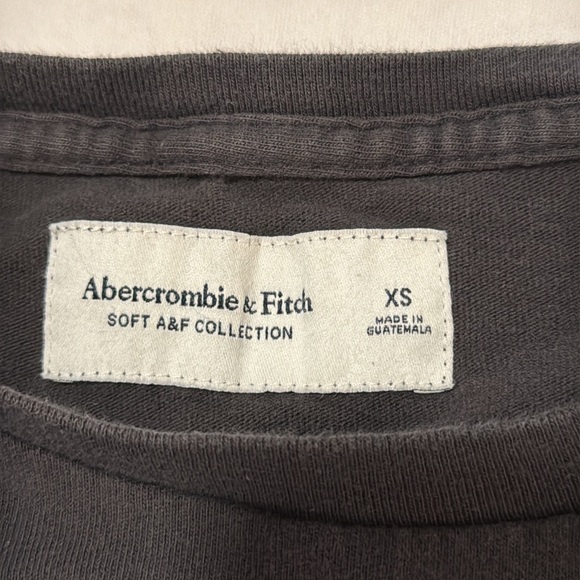 Abercrombie & Fitch
SOFT A&F COLLECTION
XS
MADE IN
GUATEMALA